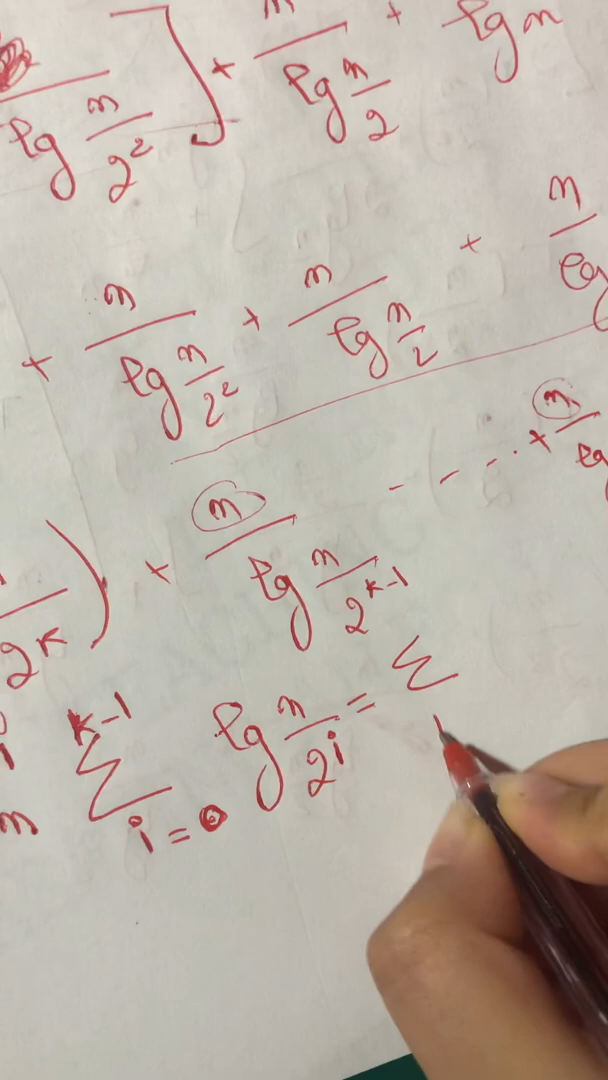 ] + n / lg n/2 + lg n
lg n/2²
+ n / lg n/2² + n / lg n/2 + n / lg
2^k ) + n / lg n/2^(k-1) - - - . . + n / lg
n Σ_{i=0}^{k-1} lg n/2^i = Σ